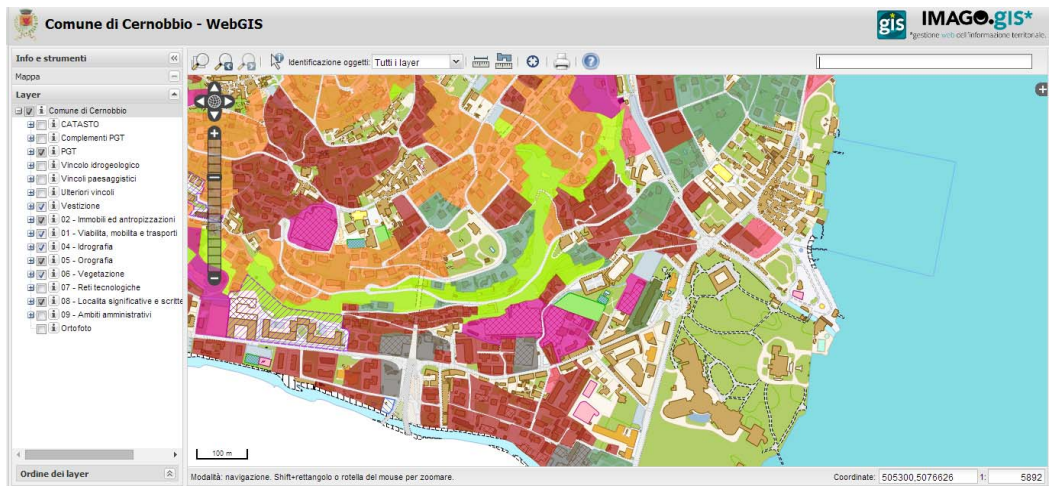 Comune di Cernobbio - WebGIS
gis IMAGO.gis*
*gestione web dell'informazione territoriale.
Info e strumenti
Identificazione oggetti: Tutti i layer
Mappa
Layer
Comune di Cernobbio
CATASTO
Complementi PGT
PGT
Vincolo idrogeologico
Vincoli paesaggistici
Ulteriori vincoli
Vestizione
02 - Immobili ed antropizzazioni
01 - Viabilita, mobilita e trasporti
04 - Idrografia
05 - Orografia
06 - Vegetazione
07 - Reti tecnologiche
08 - Localita significative e scritte
09 - Ambiti amministrativi
Ortofoto
100 m
Ordine dei layer
Modalità: navigazione. Shift+rettangolo o rotella del mouse per zoomare.
Coordinate: 505300,5076626 1: 5892